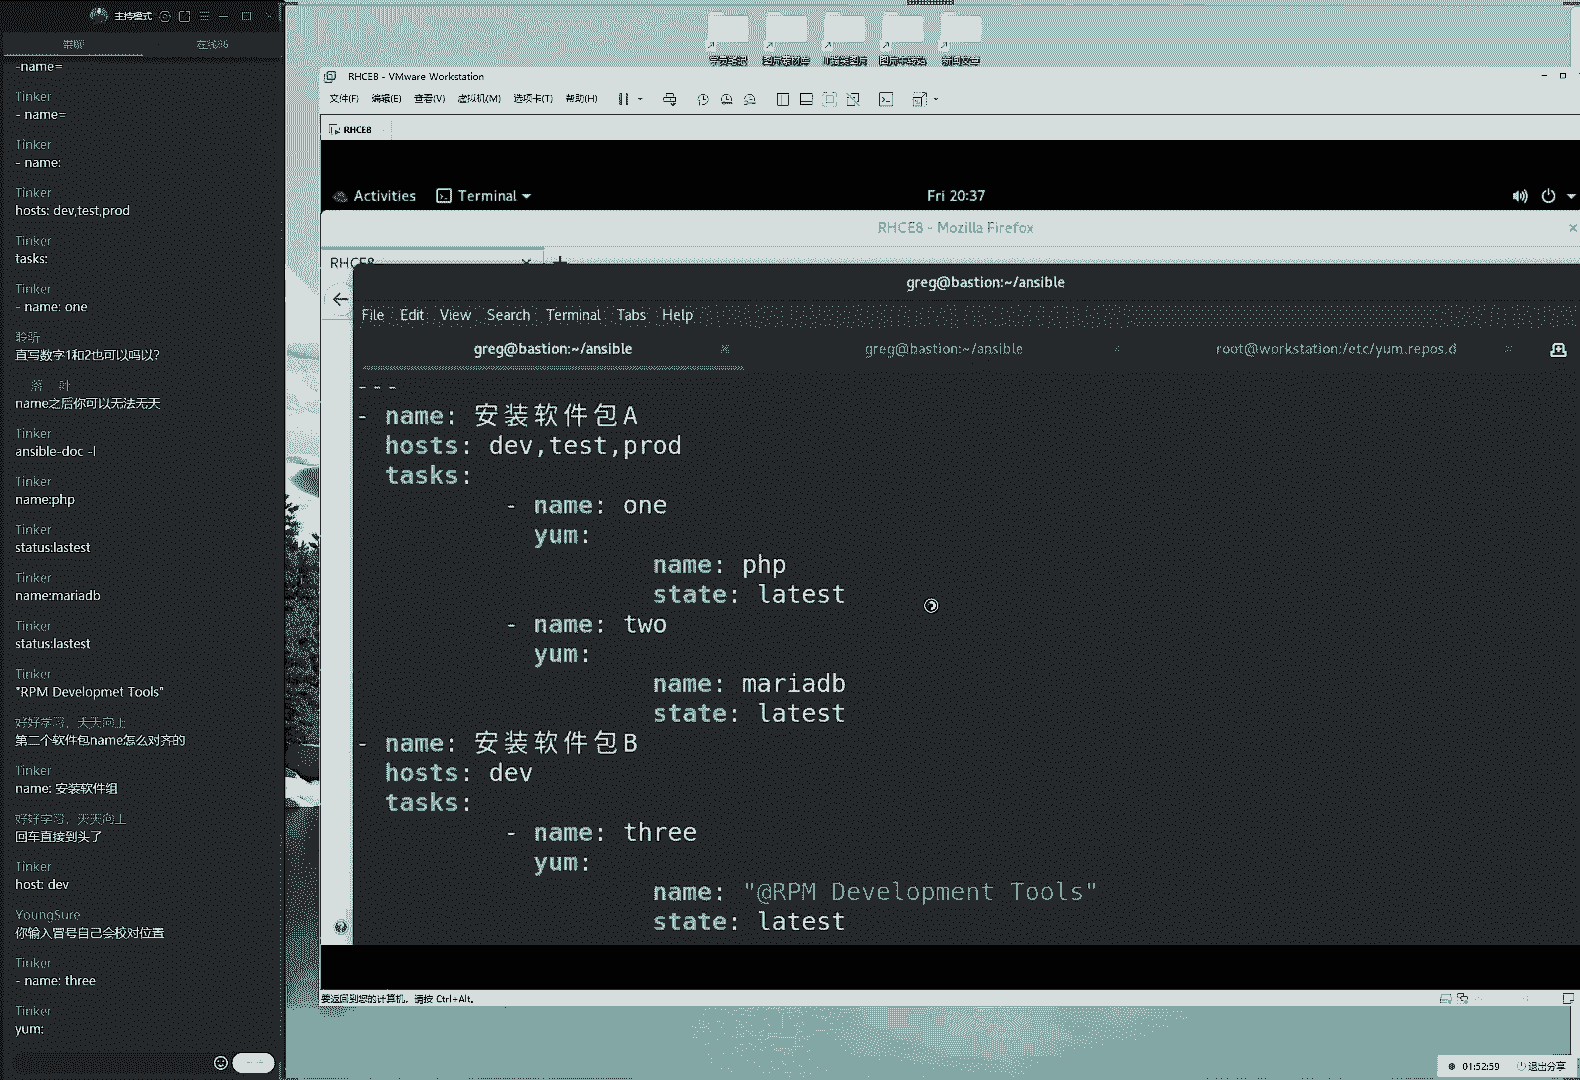 主持模式
聊聊
在线86
-name=
Tinker
- name=
Tinker
- name:
Tinker
hosts: dev,test,prod
Tinker
tasks:
Tinker
- name: one
聆听
直写数字1和2也可以吗以?
落 叶
name之后你可以无法无天
Tinker
ansible-doc -l
Tinker
name:php
Tinker
status:lastest
Tinker
name:mariadb
Tinker
status:lastest
Tinker
"RPM Developmet Tools"
好好学习，天天向上
第二个软件包name怎么对齐的
Tinker
name: 安装软件组
好好学习，天天向上
回车直接到头了
Tinker
host: dev
YoungSure
你输入冒号自己会校对位置
Tinker
- name: three
Tinker
yum:
RHCE8 - VMware Workstation
文件(F) 编辑(E) 查看(V) 虚拟机(M) 选项卡(T) 帮助(H)
RHCE8
Activities Terminal Fri 20:37
RHCE8 - Mozilla Firefox
RHCE8
greg@bastion:~/ansible
File Edit View Search Terminal Tabs Help
greg@bastion:~/ansible greg@bastion:~/ansible root@workstation:/etc/yum.repos.d
---
- name: 安装软件包A
hosts: dev,test,prod
tasks:
- name: one
yum:
name: php
state: latest
- name: two
yum:
name: mariadb
state: latest
- name: 安装软件包B
hosts: dev
tasks:
- name: three
yum:
name: "@RPM Development Tools"
state: latest
要返回到您的计算机，请按 Ctrl+Alt。
01:52:59 退出分享